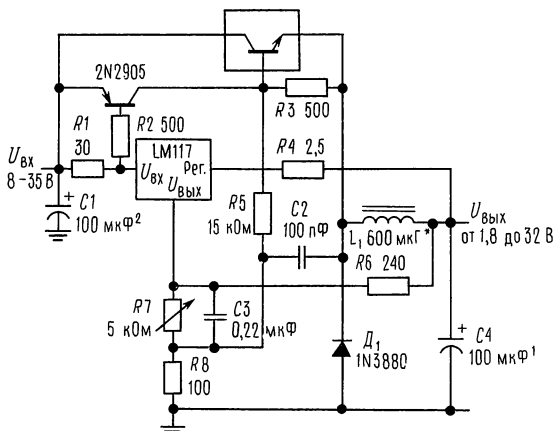 2N2905
R3 500
R1
30
R2 500
LM117
Рег.
Uвх
Uвых
R4 2,5
Uвх
8–35В
+
C1
100 мкФ²
R5
15 кОм
C2
100 пФ
L₁ 600 мкГ*
Uвых
от 1,8 до 32 В
R6 240
R7
5 кОм
C3
0,22 мкФ
Д₁
1N3880
+
C4
100 мкФ¹
R8
100